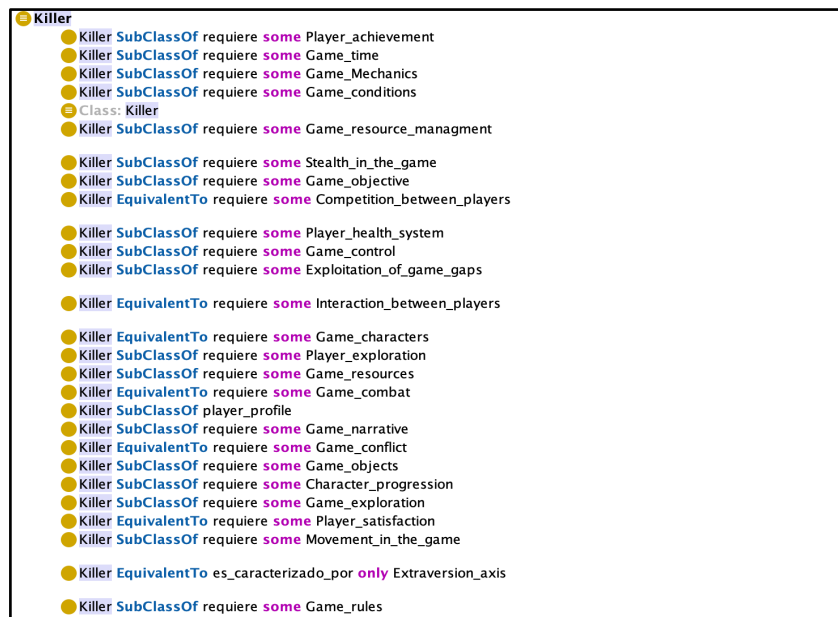 Killer
Killer SubClassOf requiere some Player_achievement
Killer SubClassOf requiere some Game_time
Killer SubClassOf requiere some Game_Mechanics
Killer SubClassOf requiere some Game_conditions
Class: Killer
Killer SubClassOf requiere some Game_resource_managment
Killer SubClassOf requiere some Stealth_in_the_game
Killer SubClassOf requiere some Game_objective
Killer EquivalentTo requiere some Competition_between_players
Killer SubClassOf requiere some Player_health_system
Killer SubClassOf requiere some Game_control
Killer SubClassOf requiere some Exploitation_of_game_gaps
Killer EquivalentTo requiere some Interaction_between_players
Killer EquivalentTo requiere some Game_characters
Killer SubClassOf requiere some Player_exploration
Killer SubClassOf requiere some Game_resources
Killer EquivalentTo requiere some Game_combat
Killer SubClassOf player_profile
Killer SubClassOf requiere some Game_narrative
Killer EquivalentTo requiere some Game_conflict
Killer SubClassOf requiere some Game_objects
Killer SubClassOf requiere some Character_progression
Killer SubClassOf requiere some Game_exploration
Killer EquivalentTo requiere some Player_satisfaction
Killer SubClassOf requiere some Movement_in_the_game
Killer EquivalentTo es_caracterizado_por only Extraversion_axis
Killer SubClassOf requiere some Game_rules